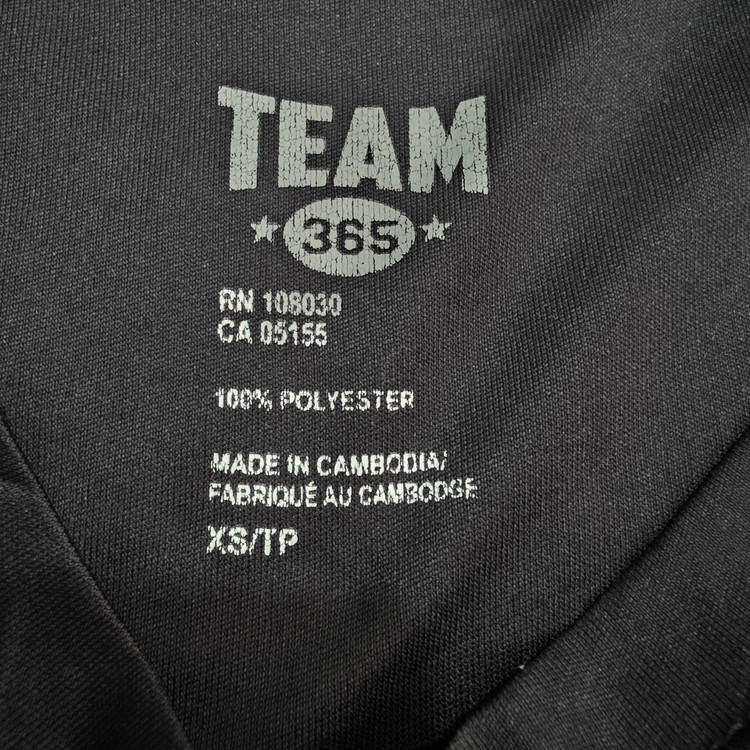 TEAM
365
RN 108030
CA 05155
100% POLYESTER
MADE IN CAMBODIA/
FABRIQUÉ AU CAMBODGE
XS/TP